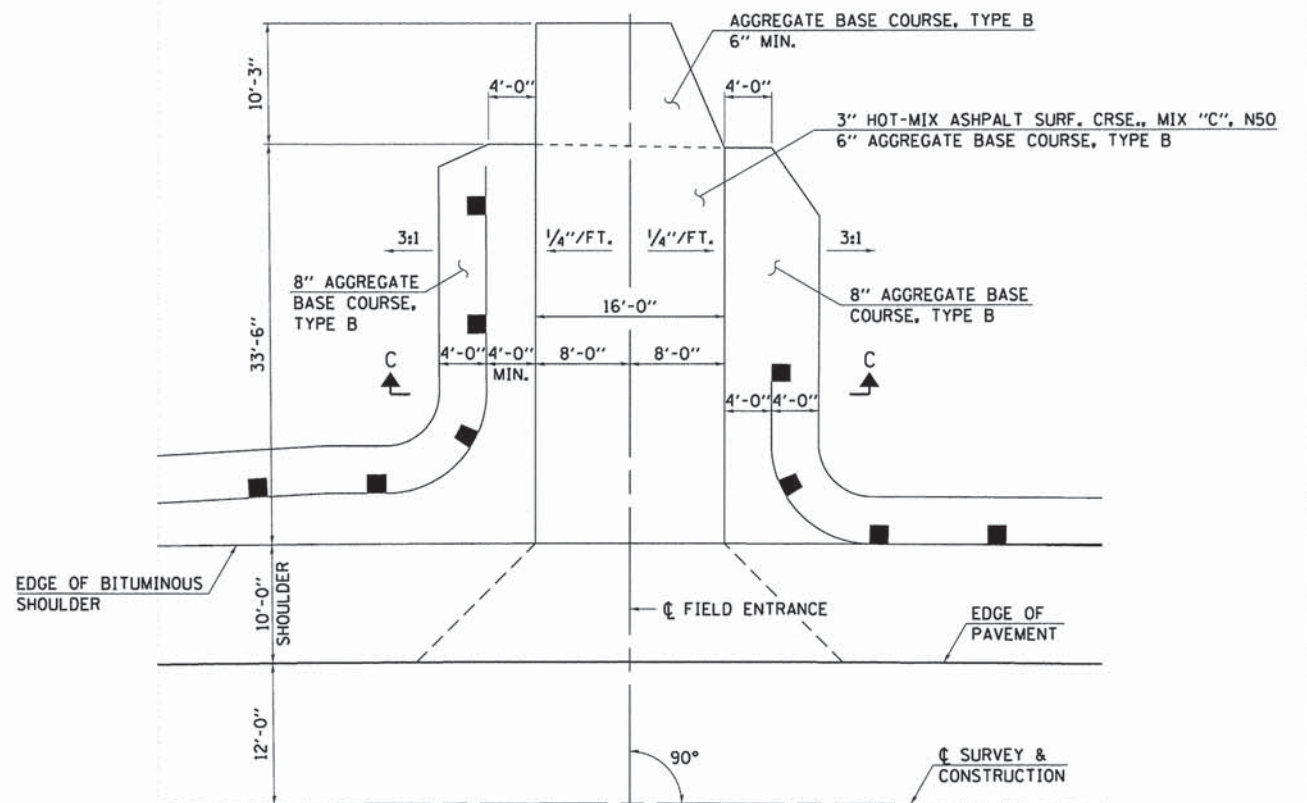 AGGREGATE BASE COURSE, TYPE B
6" MIN.
10'-3"
4'-0"
4'-0"
3" HOT-MIX ASHPALT SURF. CRSE., MIX "C", N50
6" AGGREGATE BASE COURSE, TYPE B
3:1
1/4"/FT.
1/4"/FT.
3:1
8" AGGREGATE
BASE COURSE,
TYPE B
8" AGGREGATE BASE
COURSE, TYPE B
16'-0"
33'-6"
C
4'-0"
4'-0"
MIN.
8'-0"
8'-0"
C
4'-0"
4'-0"
EDGE OF BITUMINOUS
SHOULDER
10'-0"
SHOULDER
℄ FIELD ENTRANCE
EDGE OF
PAVEMENT
12'-0"
90°
℄ SURVEY &
CONSTRUCTION